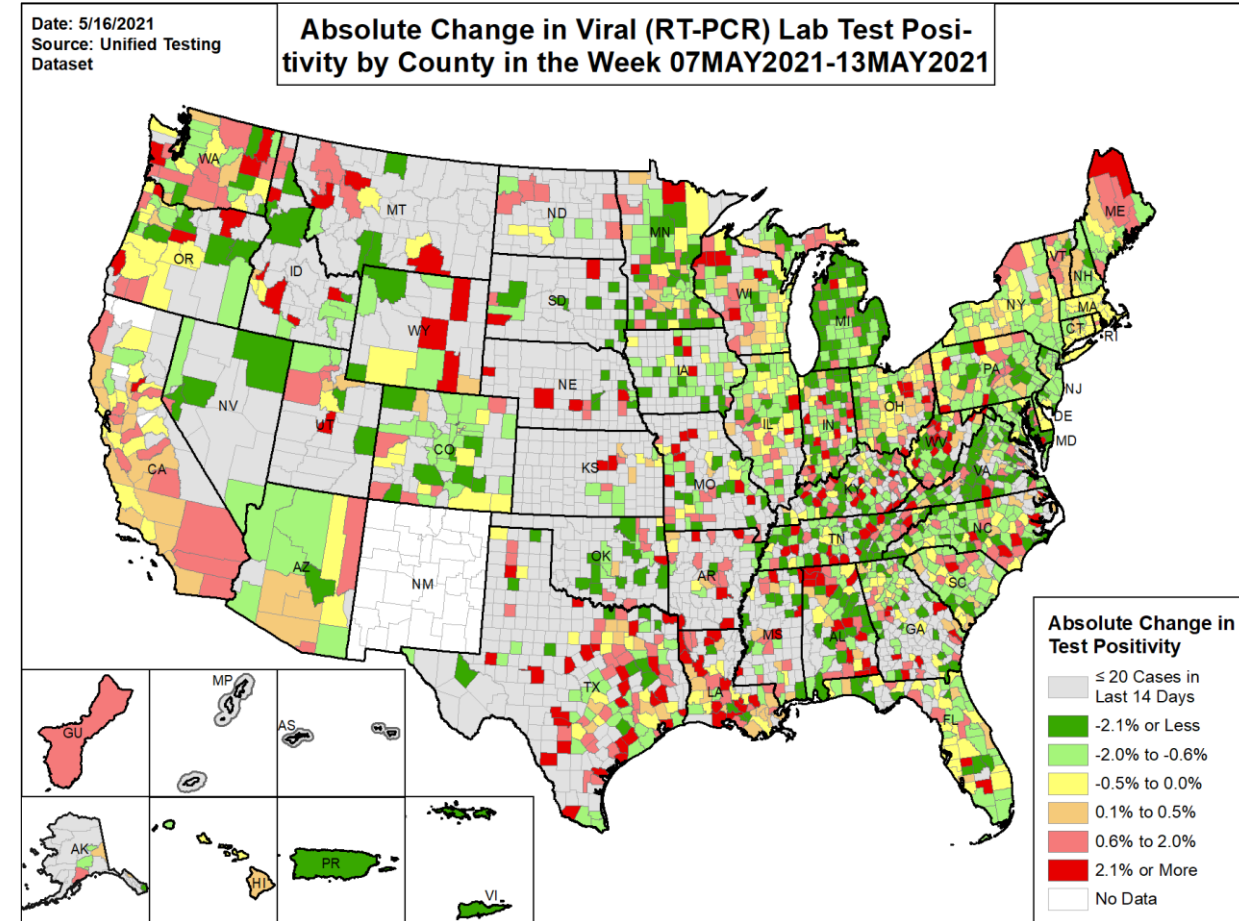 Date: 5/16/2021
Source: Unified Testing
Dataset
Absolute Change in Viral (RT-PCR) Lab Test Posi-
tivity by County in the Week 07MAY2021-13MAY2021
WA
MT
ND
MN
ME
OR
ID
SD
WI
VT
NH
NY
MA
CT
RI
WY
MI
IA
NE
PA
NJ
NV
UT
CO
IL
IN
OH
DE
MD
WV
VA
CA
KS
MO
KY
NC
TN
AZ
NM
OK
AR
SC
MS
AL
GA
TX
LA
FL
GU
MP
AS
AK
HI
PR
VI
Absolute Change in
Test Positivity
≤ 20 Cases in
Last 14 Days
-2.1% or Less
-2.0% to -0.6%
-0.5% to 0.0%
0.1% to 0.5%
0.6% to 2.0%
2.1% or More
No Data